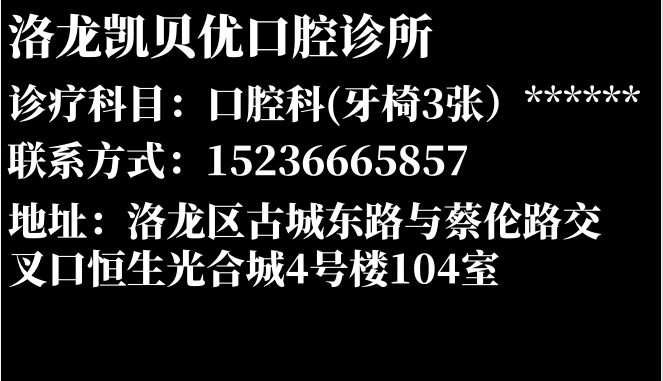 洛龙凯贝优口腔诊所
诊疗科目：口腔科(牙椅3张）******
联系方式：15236665857
地址：洛龙区古城东路与蔡伦路交
叉口恒生光合城4号楼104室